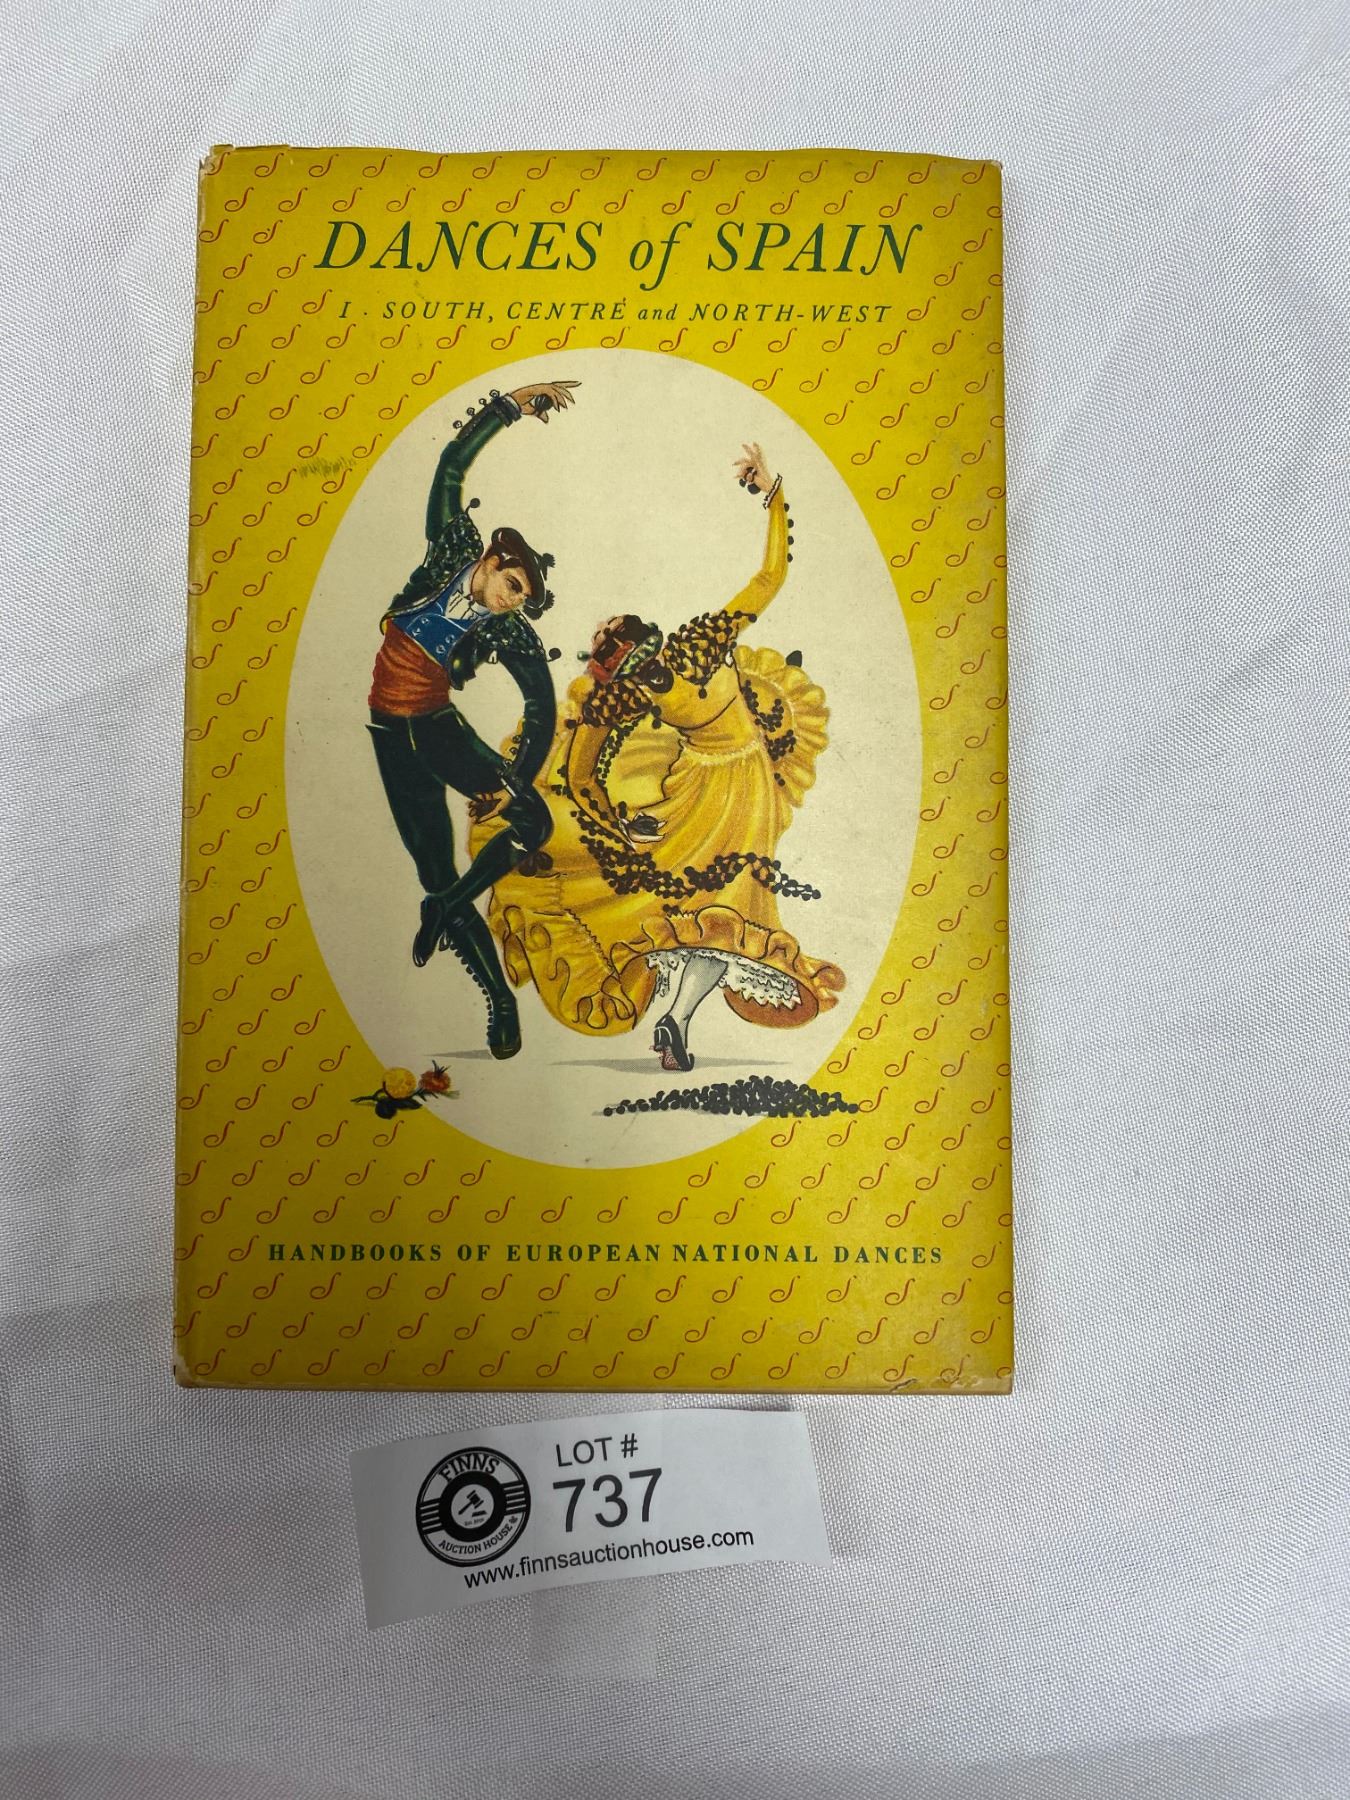 DANCES of SPAIN
I · SOUTH, CENTRE and NORTH-WEST
HANDBOOKS OF EUROPEAN NATIONAL DANCES
FINNS
AUCTION HOUSE
LOT #
737
www.finnsauctionhouse.com